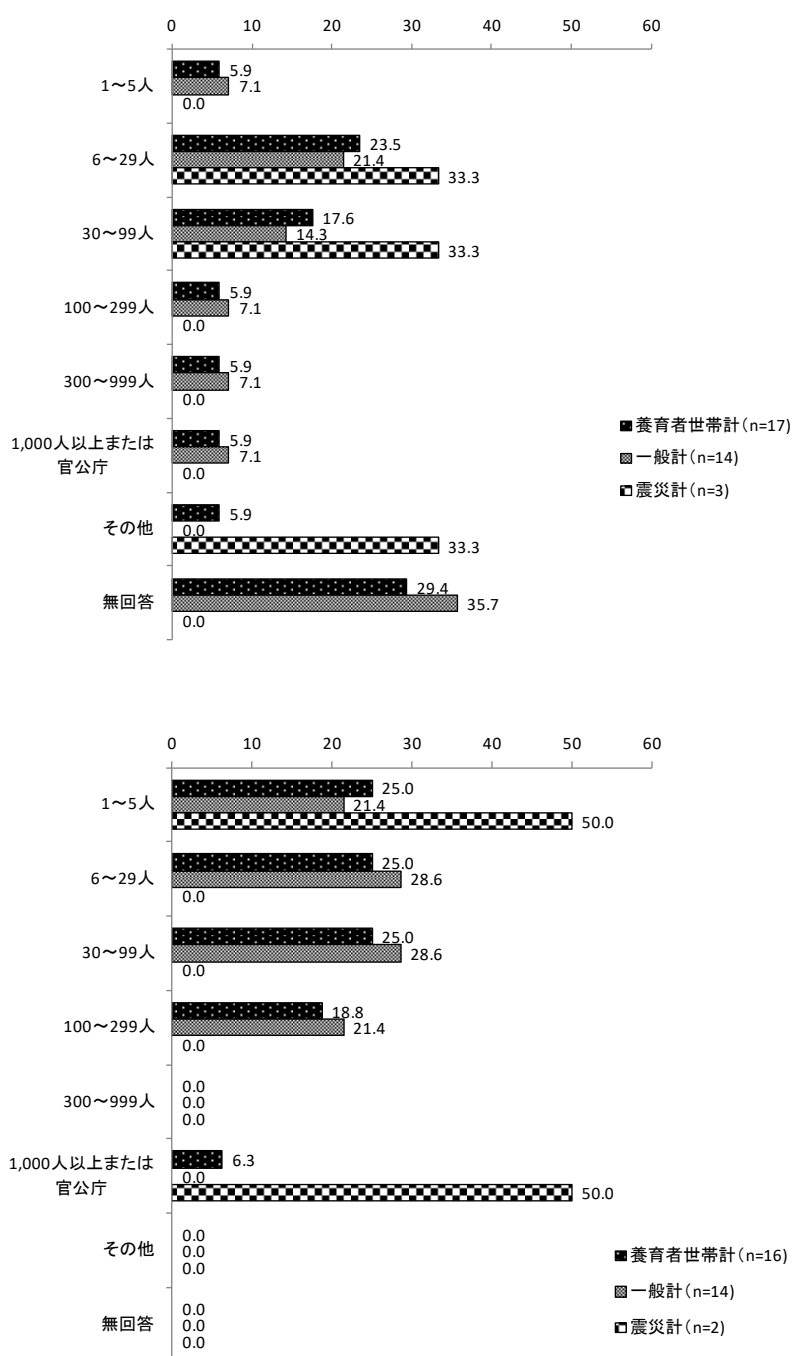 0 10 20 30 40 50 60
1～5人
5.9
7.1
0.0
6～29人
23.5
21.4
33.3
30～99人
17.6
14.3
33.3
100～299人
5.9
7.1
0.0
300～999人
5.9
7.1
0.0
1,000人以上または
官公庁
5.9
7.1
0.0
その他
5.9
0.0
33.3
無回答
29.4
35.7
0.0
養育者世帯計(n=17)
一般計(n=14)
震災計(n=3)
0 10 20 30 40 50 60
1～5人
25.0
21.4
50.0
6～29人
25.0
28.6
0.0
30～99人
25.0
28.6
0.0
100～299人
18.8
21.4
0.0
300～999人
0.0
0.0
0.0
1,000人以上または
官公庁
6.3
0.0
50.0
その他
0.0
0.0
0.0
無回答
0.0
0.0
0.0
養育者世帯計(n=16)
一般計(n=14)
震災計(n=2)